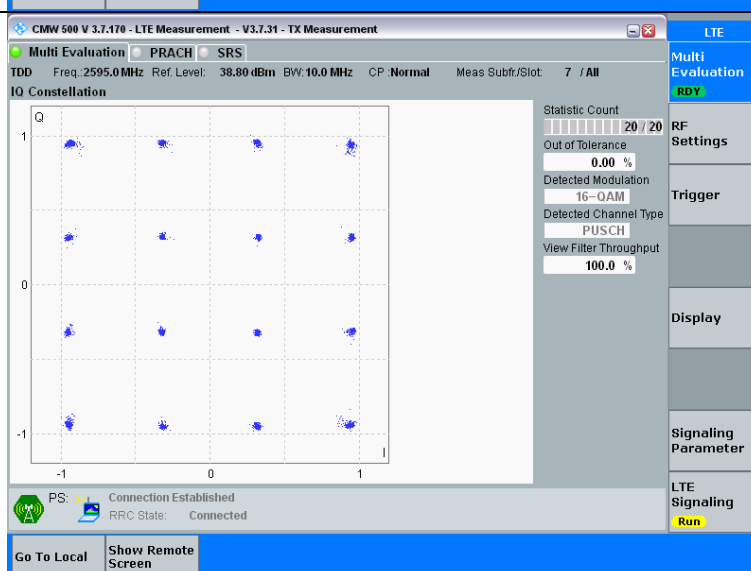 CMW 500 V 3.7.170 - LTE Measurement - V3.7.31 - TX Measurement
LTE
Multi Evaluation PRACH SRS
TDD Freq.:2595.0 MHz Ref. Level: 38.80 dBm BW:10.0 MHz CP :Normal Meas Subfr./Slot: 7 / All
IQ Constellation
Q
1
0
-1
-1 0 1
I
Statistic Count
20 / 20
Out of Tolerance
0.00 %
Detected Modulation
16-QAM
Detected Channel Type
PUSCH
View Filter Throughput
100.0 %
Multi
Evaluation
RDY
RF
Settings
Trigger
Display
Signaling
Parameter
LTE
Signaling
Run
PS: Connection Established
RRC State: Connected
Go To Local
Show Remote
Screen